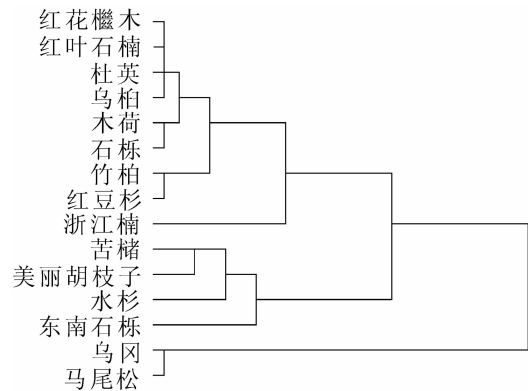 红花檵木
红叶石楠
杜英
乌桕
木荷
石栎
竹柏
红豆杉
浙江楠
苦槠
美丽胡枝子
水杉
东南石栎
乌冈
马尾松